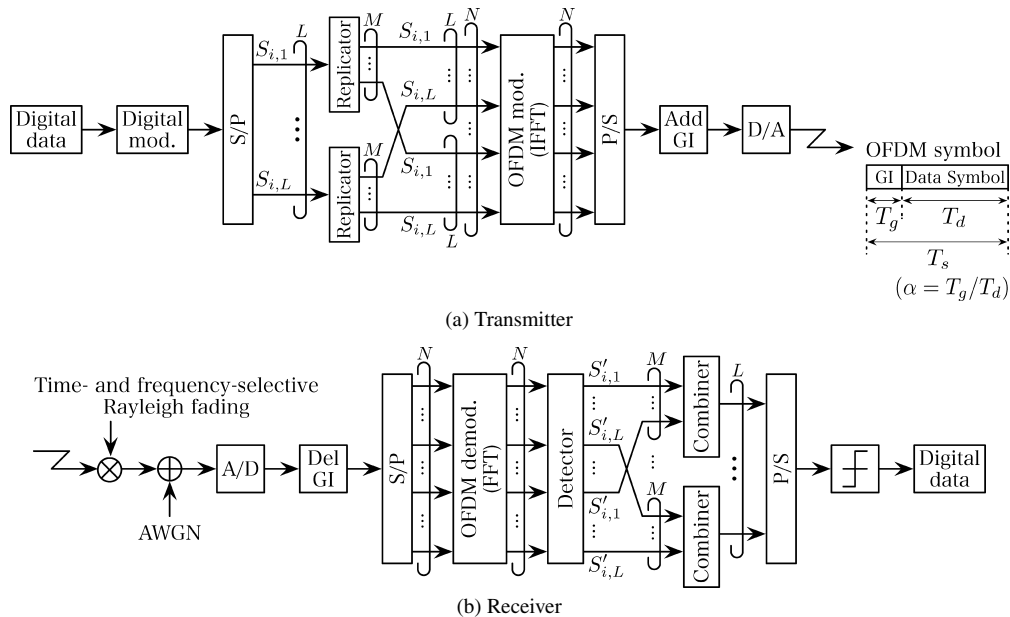 Digital
data
Digital
mod.
S/P
S_{i,1}
S_{i,L}
L
...
Replicator
Replicator
M
...
M
...
S_{i,1}
S_{i,L}
S_{i,1}
S_{i,L}
L
...
...
L
N
...
...
...
OFDM mod.
(IFFT)
N
...
...
...
P/S
Add
GI
D/A
OFDM symbol
GI
Data Symbol
T_g
T_d
T_s
(α = T_g/T_d)
(a) Transmitter
Time- and frequency-selective
Rayleigh fading
AWGN
A/D
Del
GI
S/P
N
...
...
...
OFDM demod.
(FFT)
N
...
...
...
Detector
S'_{i,1}
...
S'_{i,L}
S'_{i,1}
...
S'_{i,L}
M
...
...
M
...
Combiner
Combiner
L
...
P/S
Digital
data
(b) Receiver